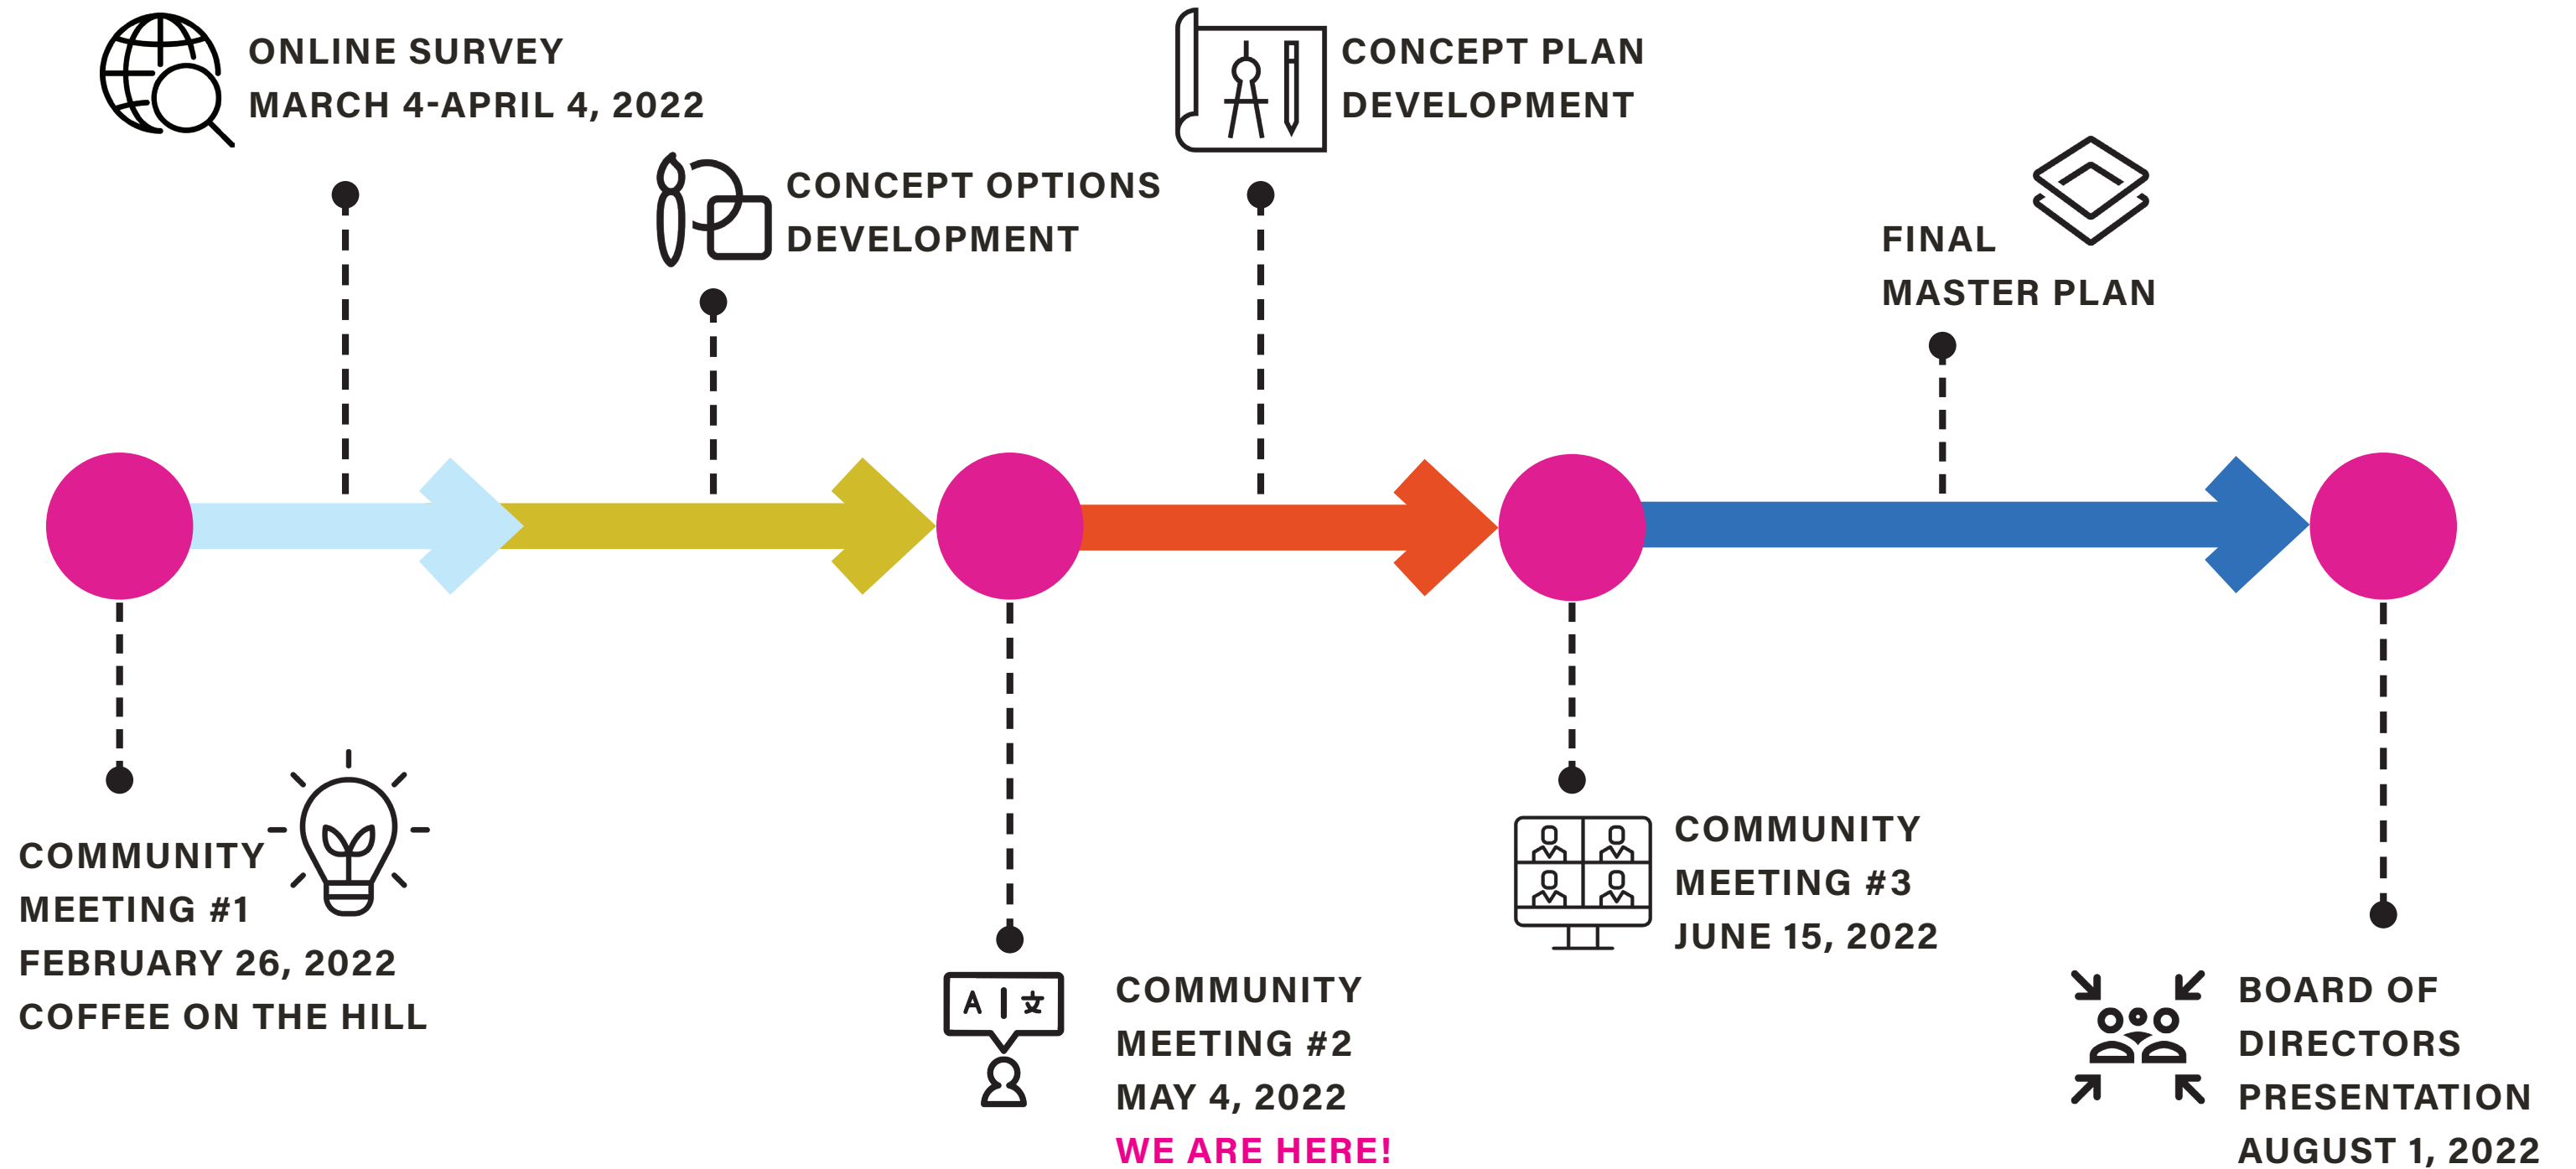 ONLINE SURVEY
MARCH 4-APRIL 4, 2022
CONCEPT OPTIONS
DEVELOPMENT
CONCEPT PLAN
DEVELOPMENT
FINAL
MASTER PLAN
COMMUNITY
MEETING #1
FEBRUARY 26, 2022
COFFEE ON THE HILL
A | 文
COMMUNITY
MEETING #2
MAY 4, 2022
WE ARE HERE!
COMMUNITY
MEETING #3
JUNE 15, 2022
BOARD OF
DIRECTORS
PRESENTATION
AUGUST 1, 2022